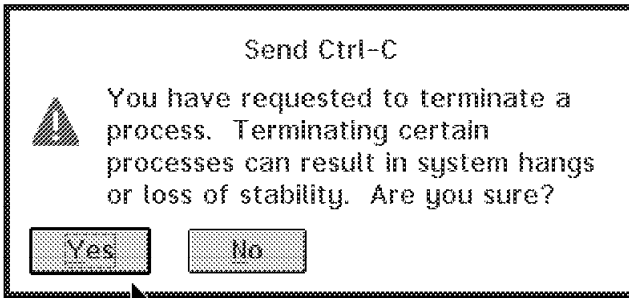 Send Ctrl-C
You have requested to terminate a
process.  Terminating certain
processes can result in system hangs
or loss of stability.  Are you sure?
Yes No